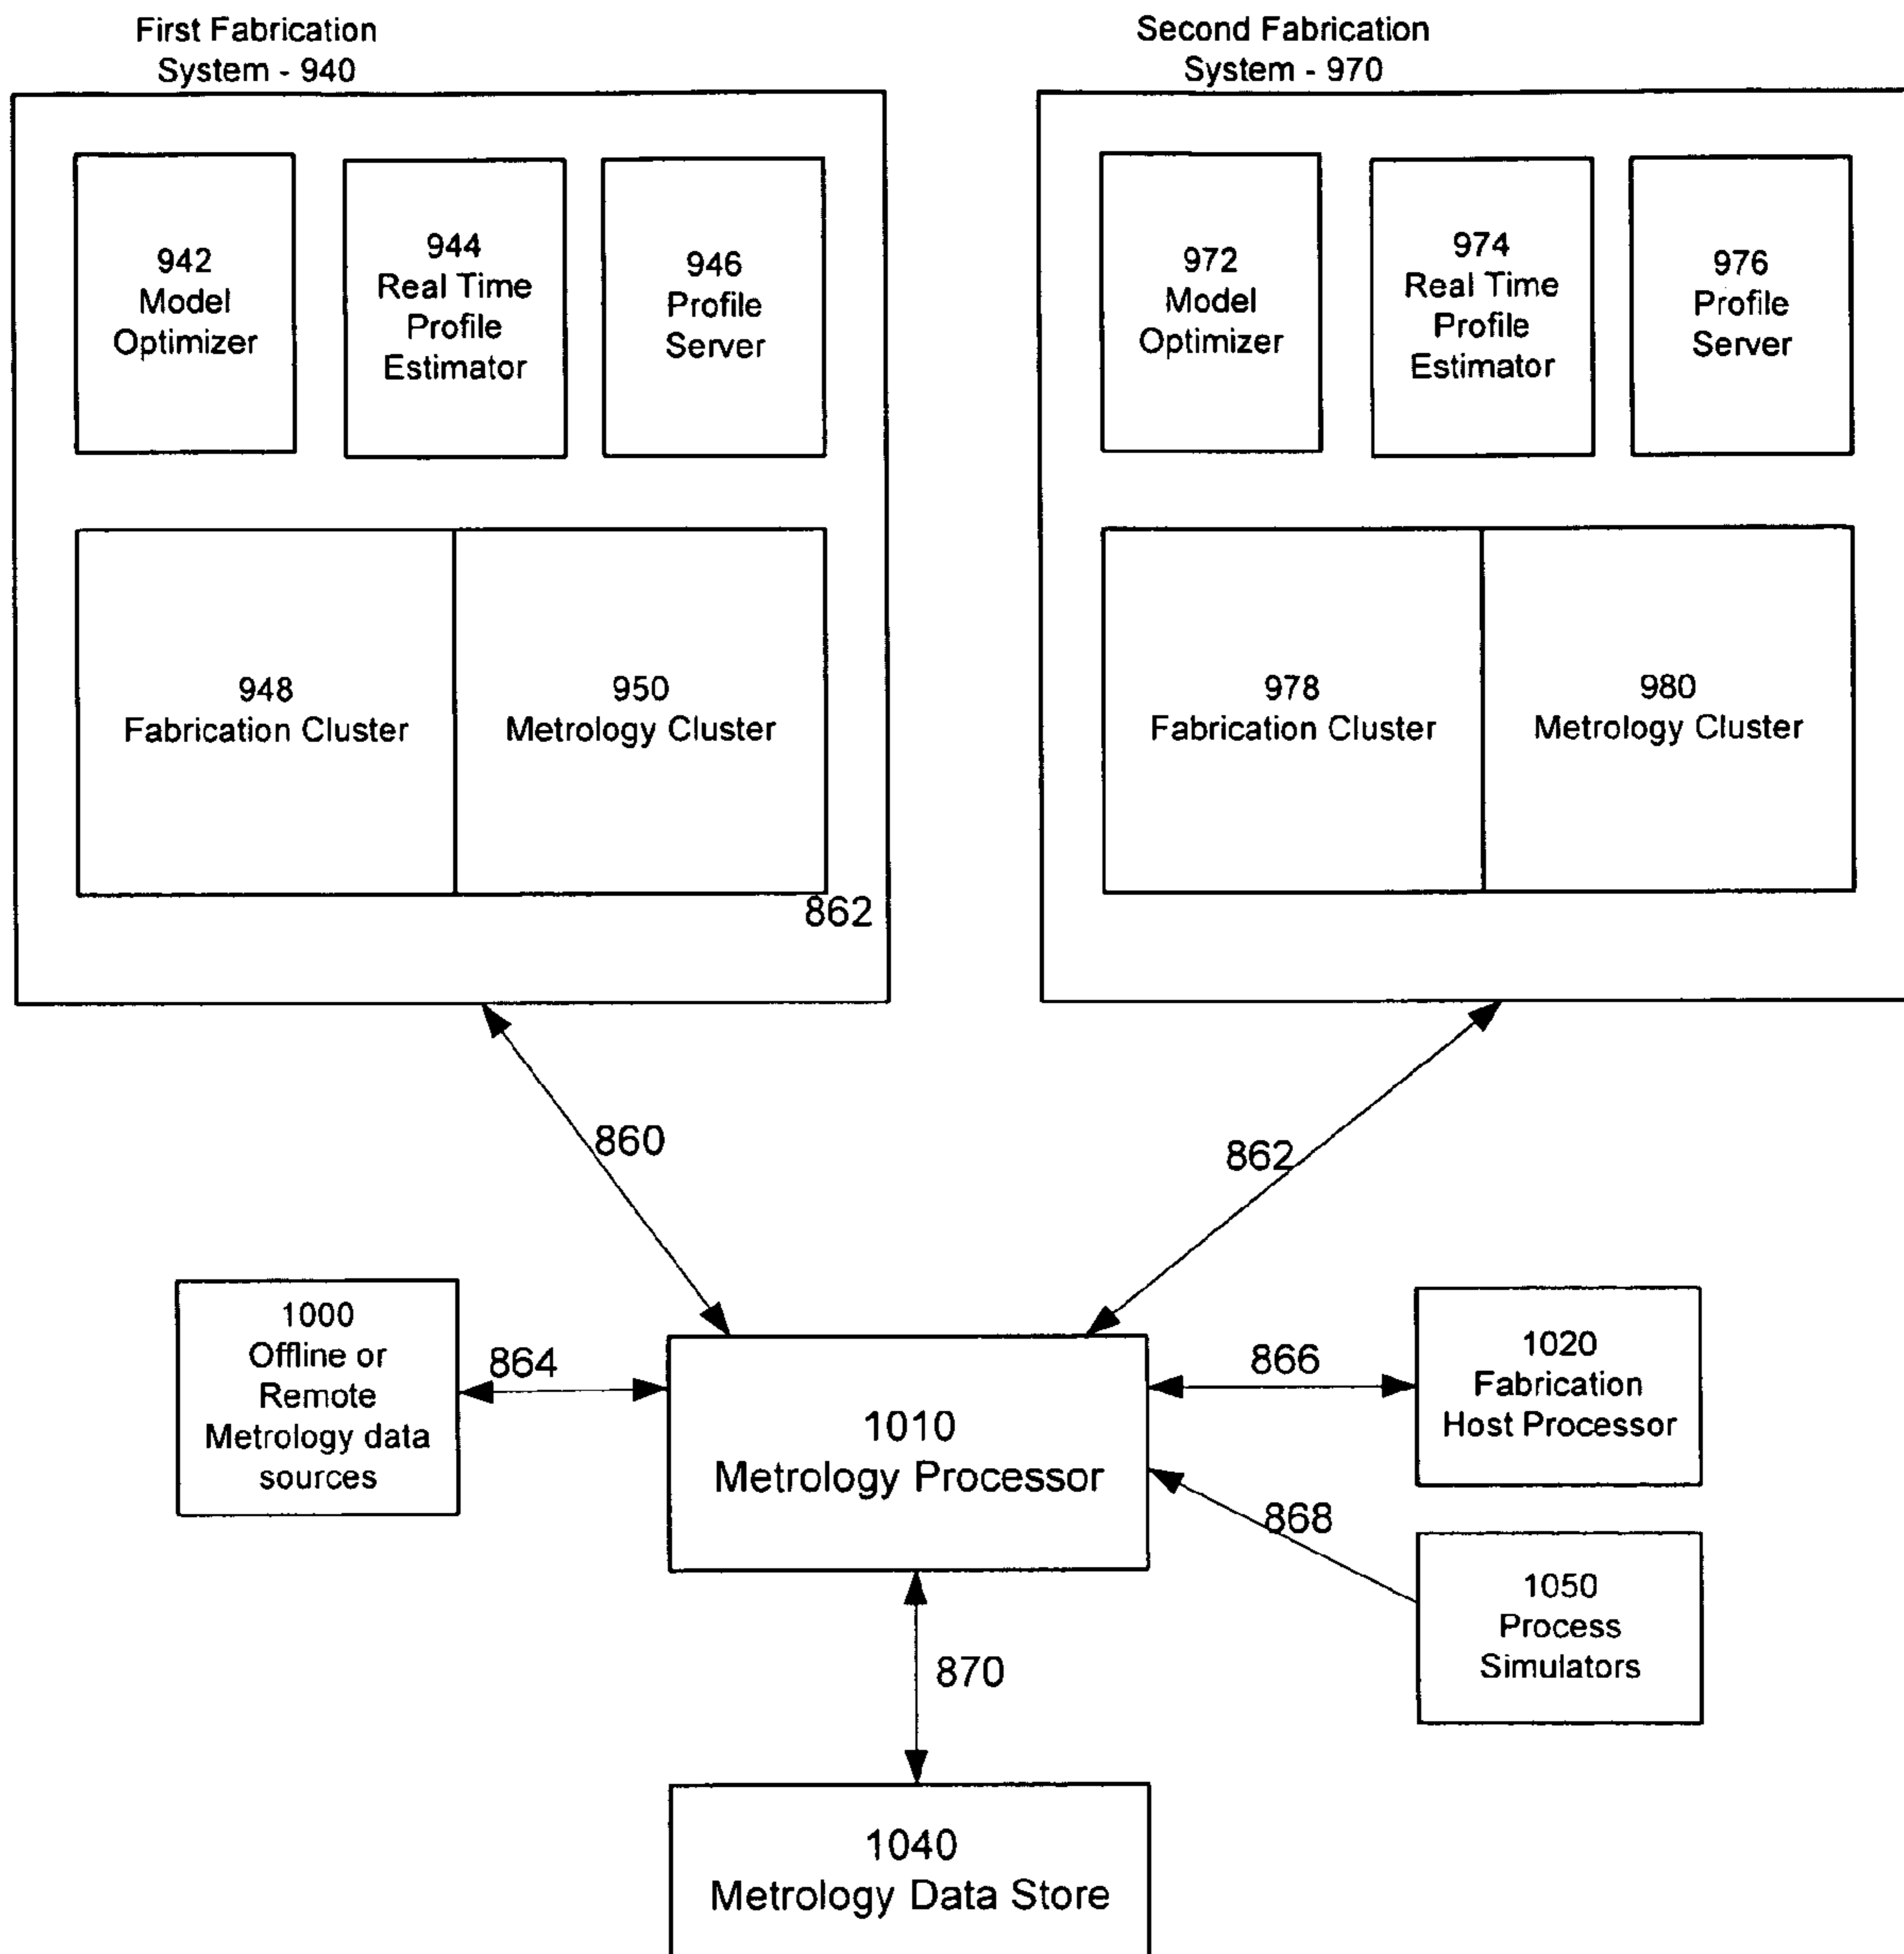 First Fabrication
System - 940
Second Fabrication
System - 970
942
Model
Optimizer
944
Real Time
Profile
Estimator
946
Profile
Server
972
Model
Optimizer
974
Real Time
Profile
Estimator
976
Profile
Server
948
Fabrication Cluster
950
Metrology Cluster
862
978
Fabrication Cluster
980
Metrology Cluster
860
862
1000
Offline or
Remote
Metrology data
sources
864
1010
Metrology Processor
866
1020
Fabrication
Host Processor
868
1050
Process
Simulators
870
1040
Metrology Data Store